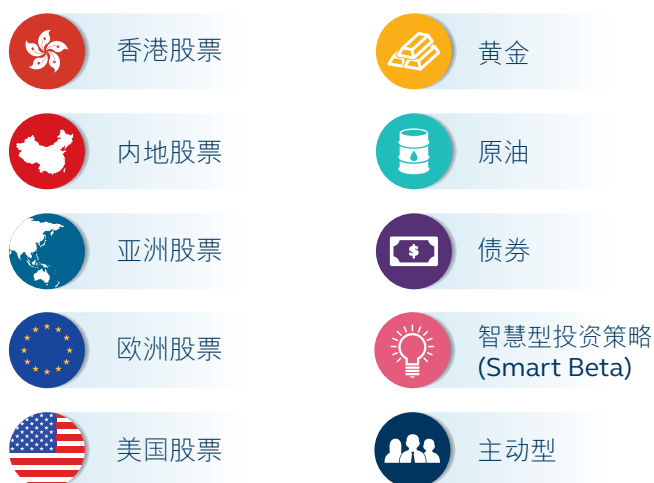 香港股票
内地股票
亚洲股票
欧洲股票
美国股票
黄金
原油
$
债券
智慧型投资策略
(Smart Beta)
主动型